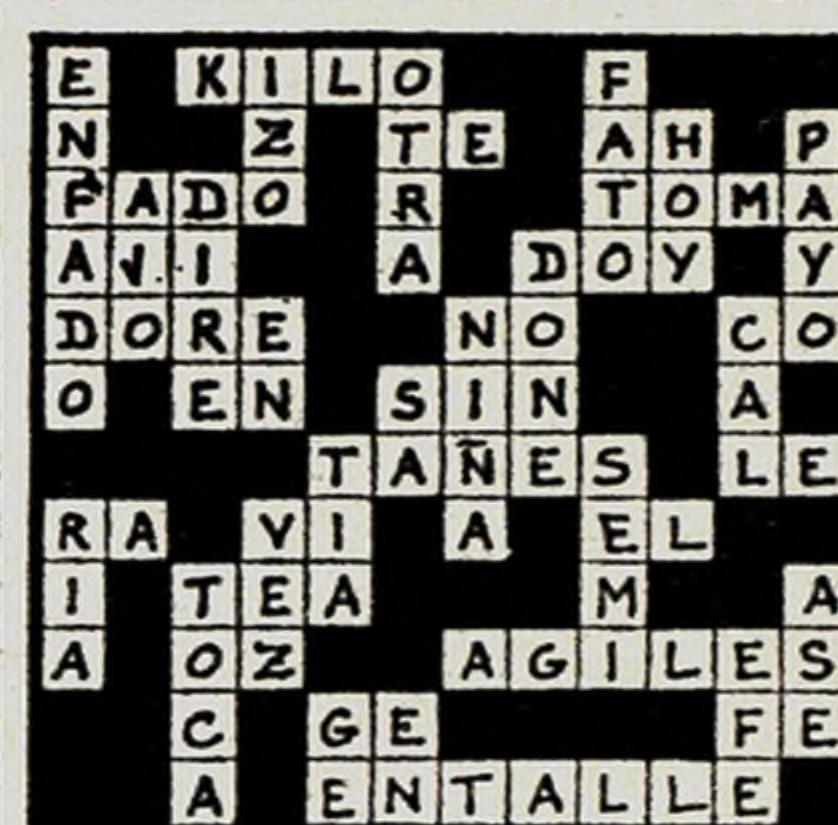 E KILO F
N Z TE AH P
FADO R TOMA
AVI A DOY Y
DORE NO CO
O EN SIN A
TAÑES LE
RA VI A EL
I TEA M A
A OZ AGILES
C GE FE
A ENTALLE